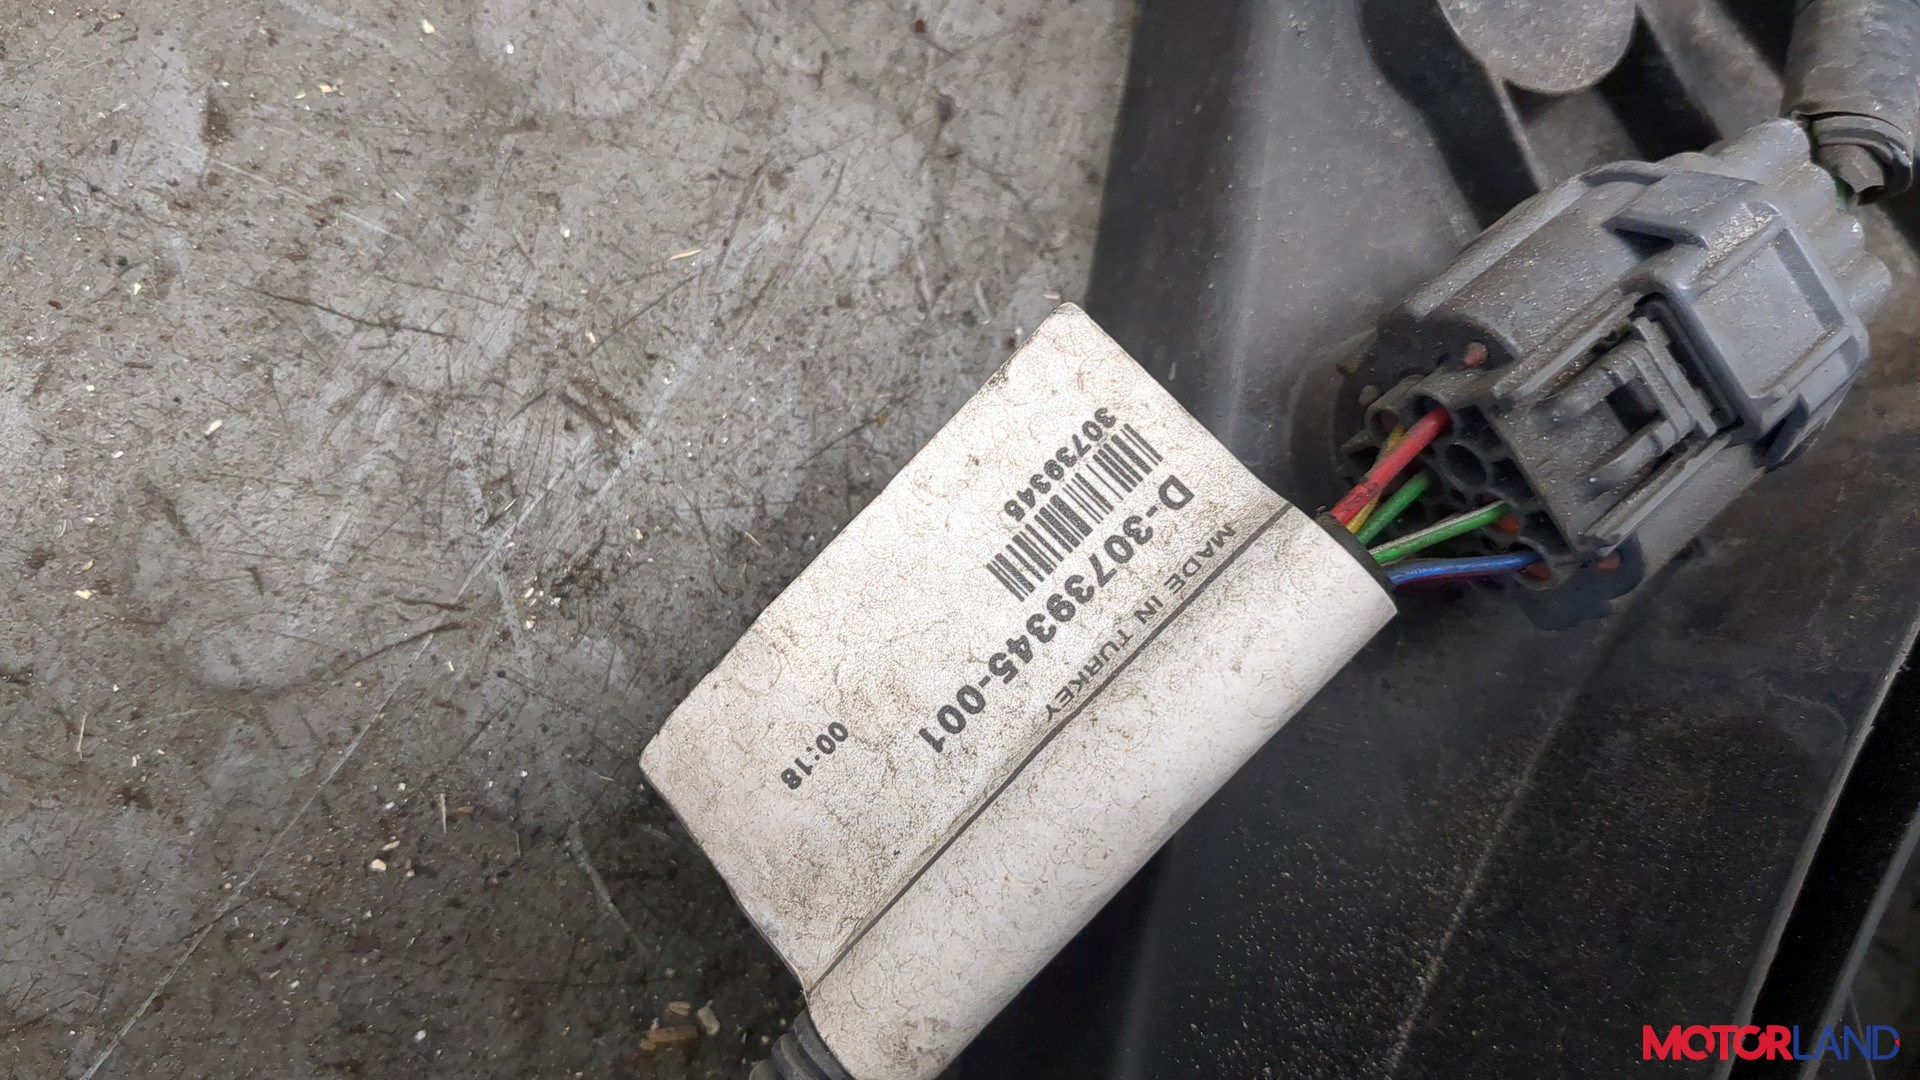 MADE IN TURKEY
D-30739345-001
30739345
00:18
MOTORLAND